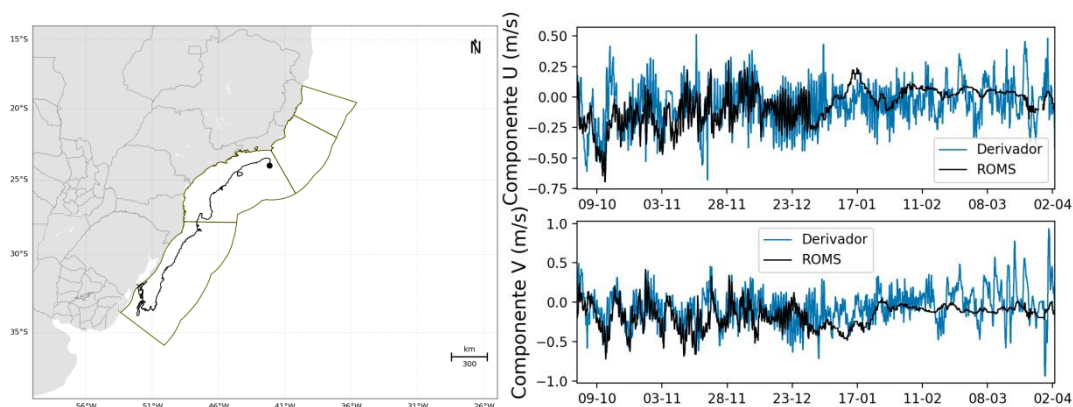 15°S
20°S
25°S
30°S
35°S
56°W
51°W
46°W
41°W
36°W
31°W
26°W
N
km
300
Componente U (m/s)
0.50
0.25
0.00
-0.25
-0.50
-0.75
Derivador
ROMS
09-10
03-11
28-11
23-12
17-01
11-02
08-03
02-04
Componente V (m/s)
1.0
0.5
0.0
-0.5
-1.0
Derivador
ROMS
09-10
03-11
28-11
23-12
17-01
11-02
08-03
02-04